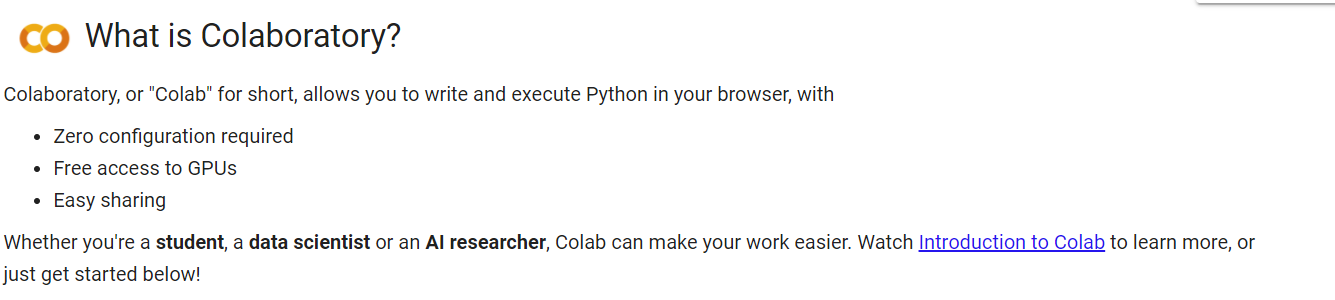 What is Colaboratory?
Colaboratory, or "Colab" for short, allows you to write and execute Python in your browser, with
• Zero configuration required
• Free access to GPUs
• Easy sharing
Whether you're a student, a data scientist or an AI researcher, Colab can make your work easier. Watch Introduction to Colab to learn more, or
just get started below!